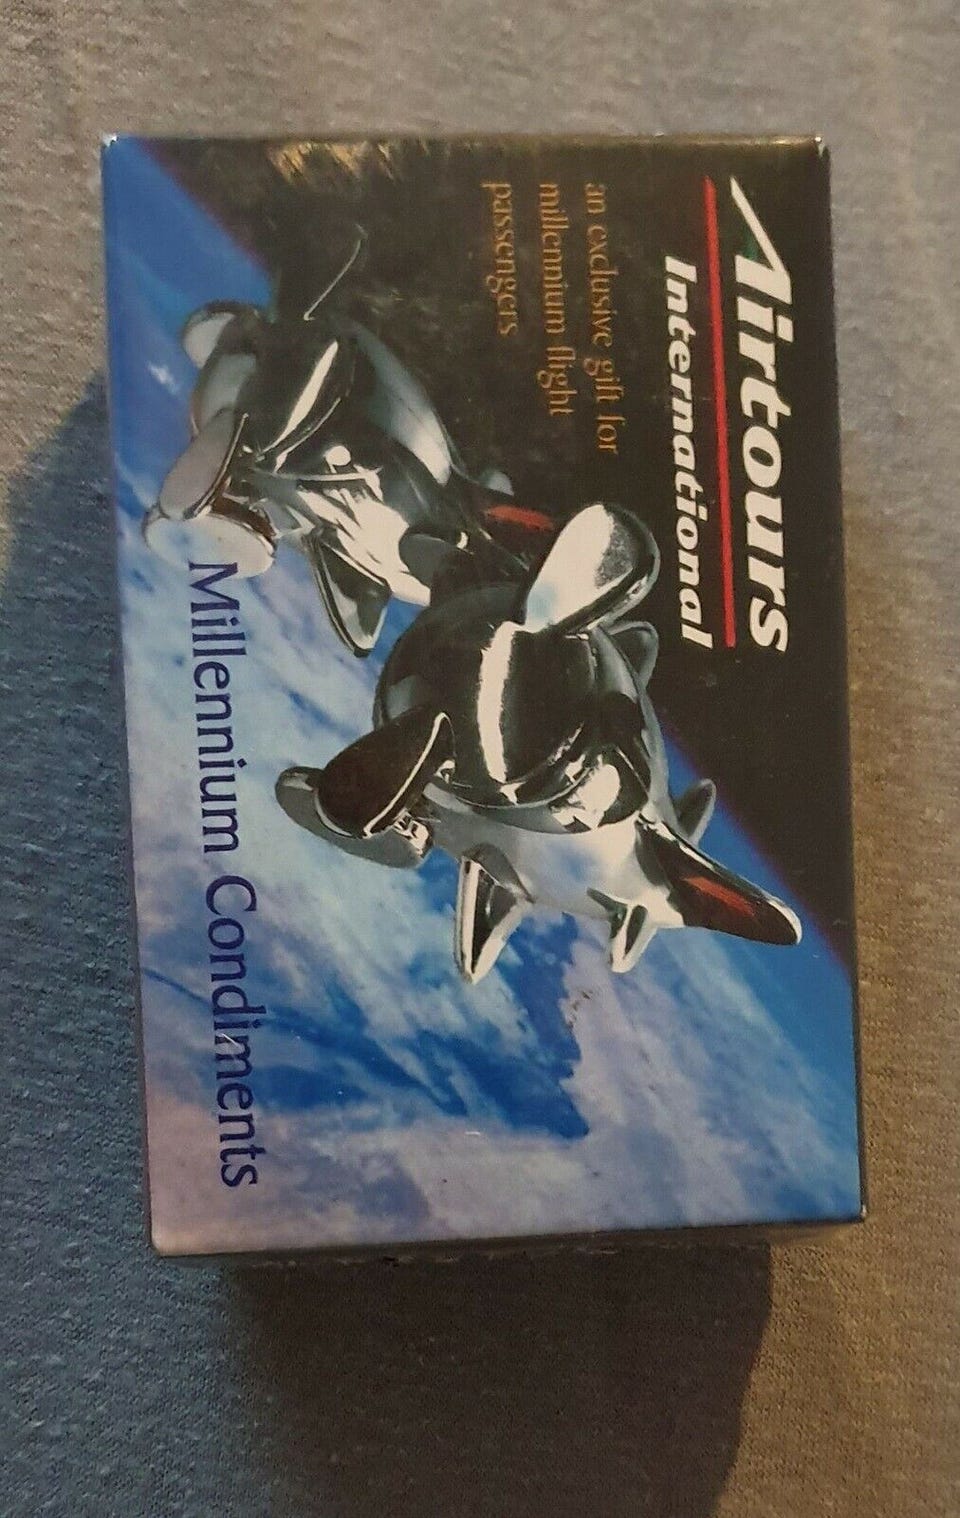 Airtours
International
an exclusive gift for
millennium flight
passengers
Millennium Condiments